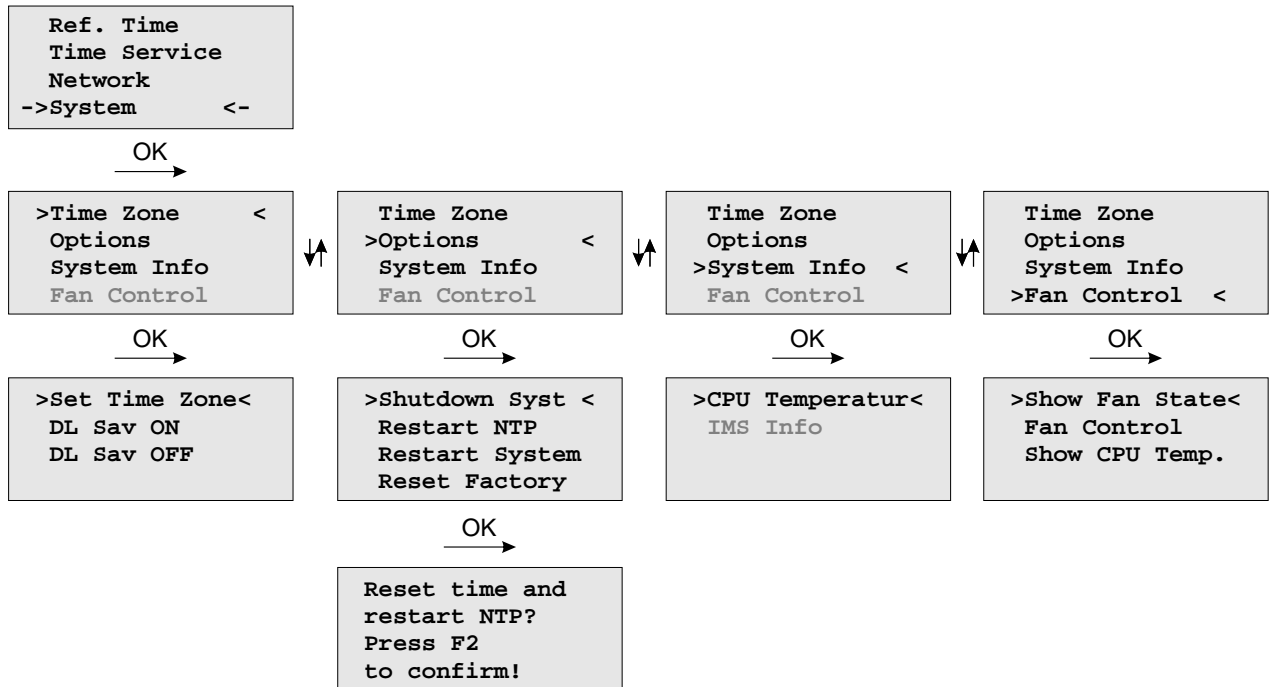 Ref. Time
Time Service
Network
->System <-
OK
>Time Zone <
Options
System Info
Fan Control
Time Zone
>Options <
System Info
Fan Control
Time Zone
Options
>System Info <
Fan Control
Time Zone
Options
System Info
>Fan Control <
OK
OK
OK
OK
>Set Time Zone<
DL Sav ON
DL Sav OFF
>Shutdown Syst <
Restart NTP
Restart System
Reset Factory
>CPU Temperatur<
IMS Info
>Show Fan State<
Fan Control
Show CPU Temp.
OK
Reset time and
restart NTP?
Press F2
to confirm!